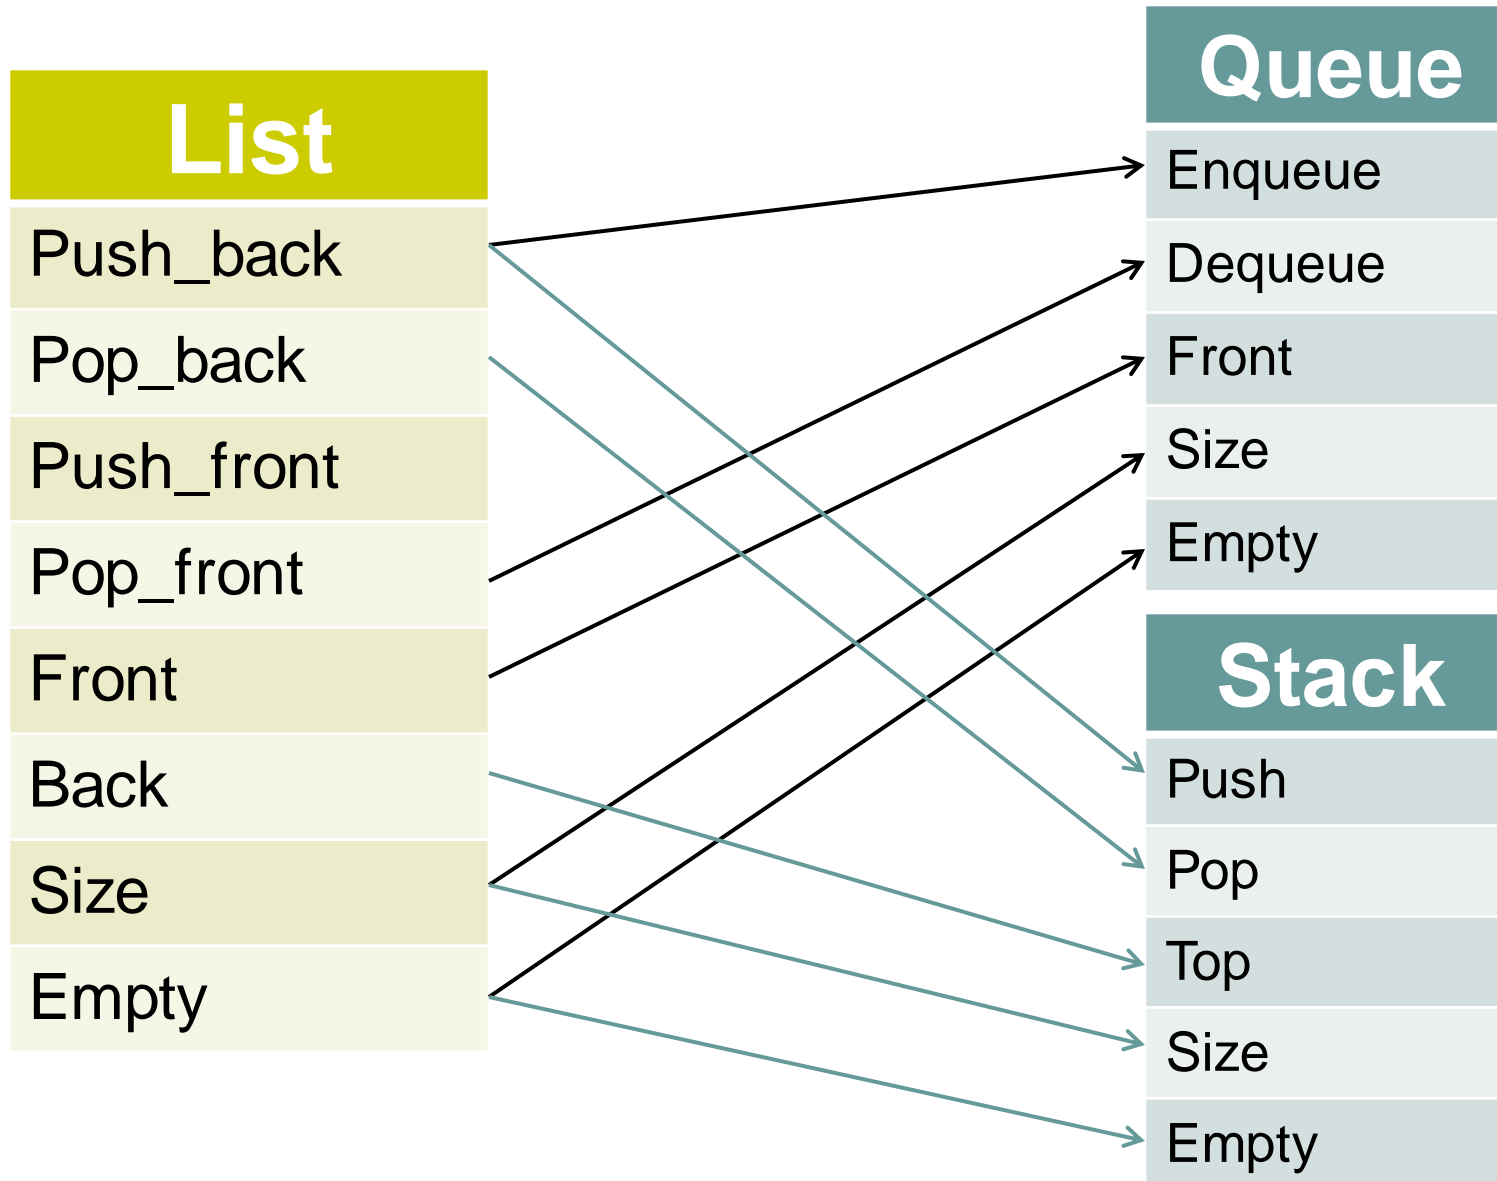 List
Push_back
Pop_back
Push_front
Pop_front
Front
Back
Size
Empty
Queue
Enqueue
Dequeue
Front
Size
Empty
Stack
Push
Pop
Top
Size
Empty